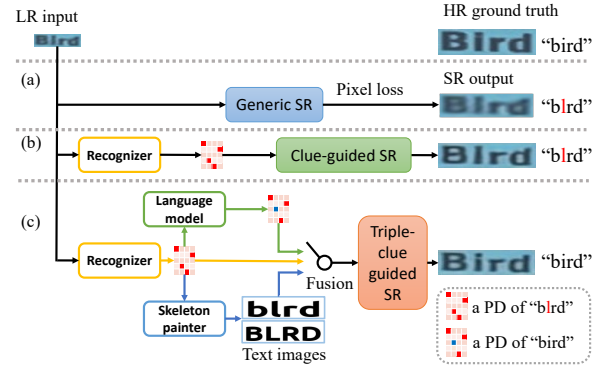 LR input
HR ground truth
Bird
Bird "bird"
(a)
SR output
Generic SR
Pixel loss
Bird "blrd"
(b)
Recognizer
Clue-guided SR
Blrd "blrd"
(c)
Language
model
Recognizer
Triple-
clue
guided
SR
Bird "bird"
Fusion
Skeleton
painter
blrd
BLRD
Text images
a PD of "blrd"
a PD of "bird"